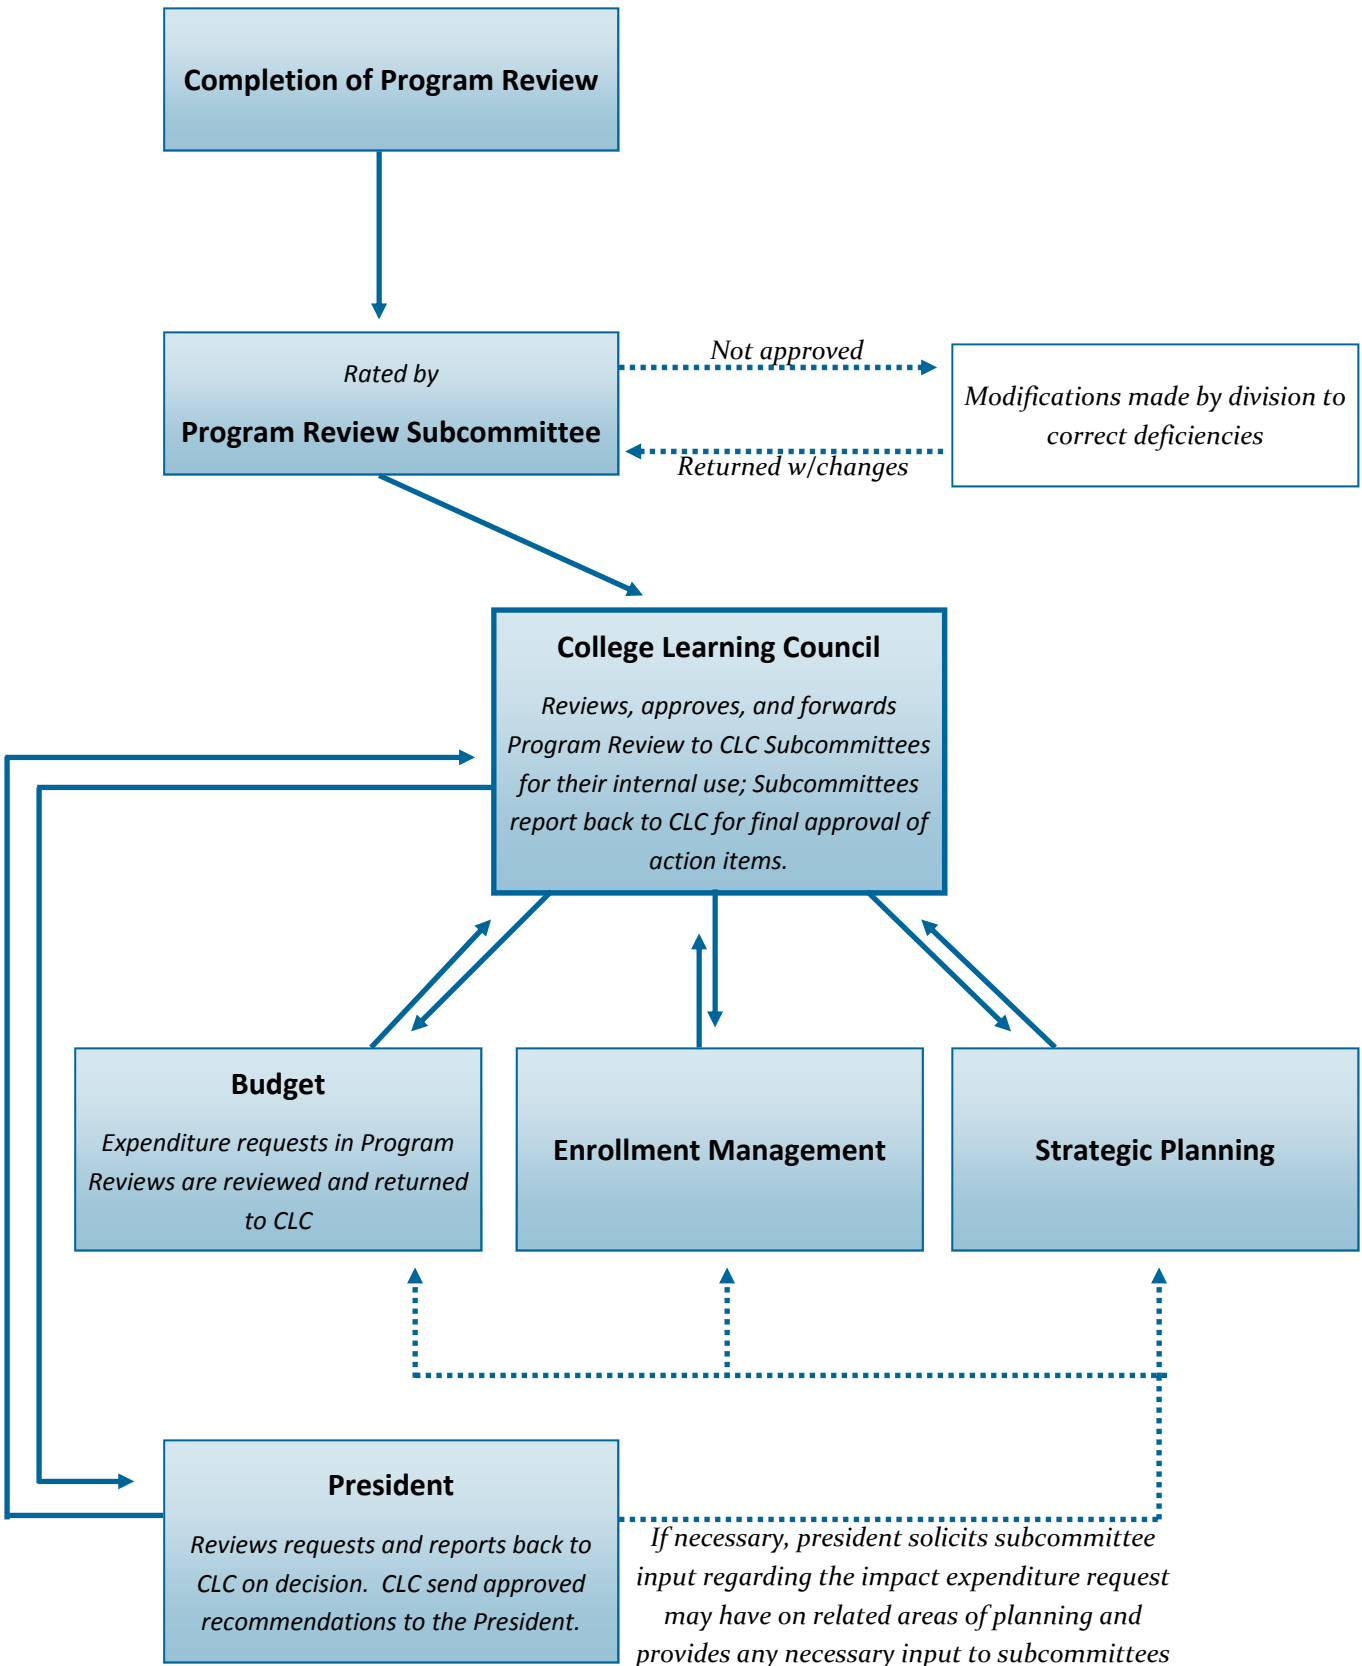 Completion of Program Review
Rated by
Program Review Subcommittee
Not approved
Returned w/changes
Modifications made by division to
correct deficiencies
College Learning Council
Reviews, approves, and forwards
Program Review to CLC Subcommittees
for their internal use; Subcommittees
report back to CLC for final approval of
action items.
Budget
Expenditure requests in Program
Reviews are reviewed and returned
to CLC
Enrollment Management
Strategic Planning
President
Reviews requests and reports back to
CLC on decision.  CLC send approved
recommendations to the President.
If necessary, president solicits subcommittee
input regarding the impact expenditure request
may have on related areas of planning and
provides any necessary input to subcommittees